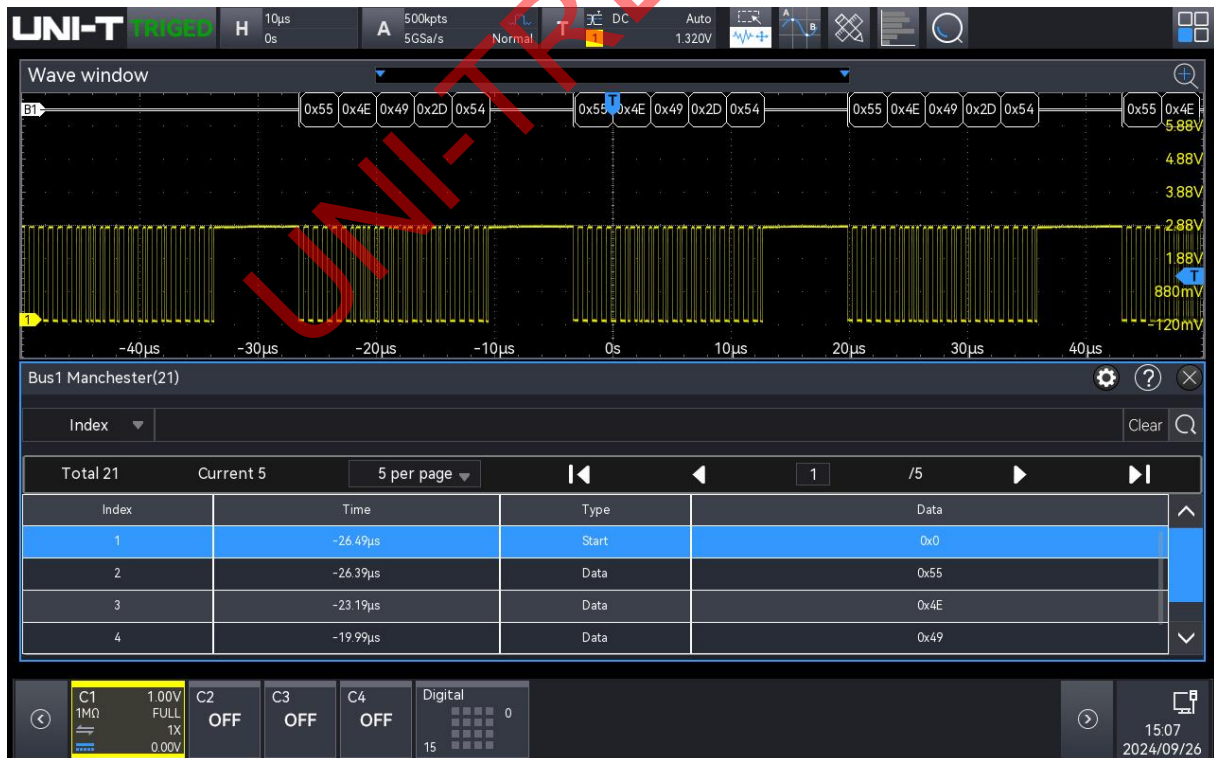 UNI-T TRIGED H 10µs 0s A 500kpts 5GSa/s Normal T DC 1 Auto 1.320V A B
Wave window
B1 0x55 0x4E 0x49 0x2D 0x54 0x55 T 0x4E 0x49 0x2D 0x54 0x55 0x4E 0x49 0x2D 0x54 0x55 0x4E
5.88V
4.88V
3.88V
2.88V
1.88V
T
880mV
1
-120mV
-40µs -30µs -20µs -10µs 0s 10µs 20µs 30µs 40µs
Bus1 Manchester(21) ?
Index Clear
Total 21 Current 5 5 per page 1 /5
Index Time Type Data
1 -26.49µs Start 0x0
2 -26.39µs Data 0x55
3 -23.19µs Data 0x4E
4 -19.99µs Data 0x49
C1 1.00V C2 C3 C4 Digital
1MΩ FULL OFF OFF OFF 0
1X
0.00V 15
15:07
2024/09/26